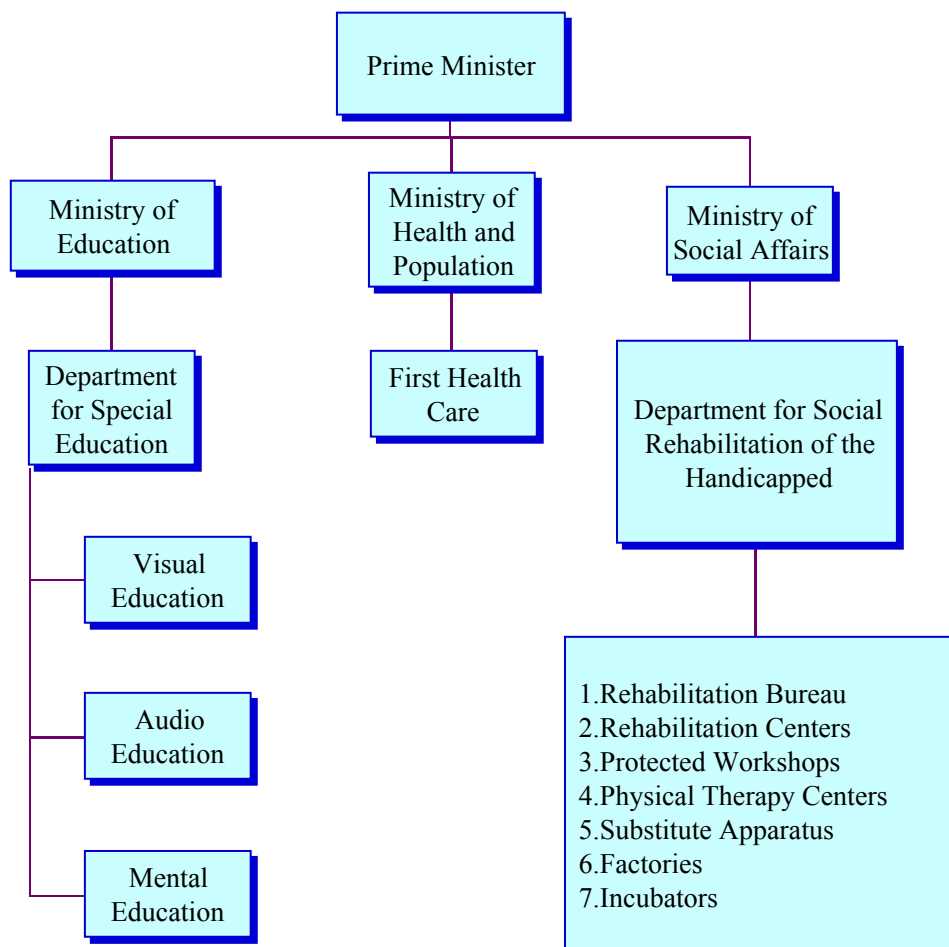 Prime Minister
Ministry of
Education
Ministry of
Health and
Population
Ministry of
Social Affairs
Department
for Special
Education
First Health
Care
Department for Social
Rehabilitation of the
Handicapped
Visual
Education
Audio
Education
Mental
Education
1.Rehabilitation Bureau
2.Rehabilitation Centers
3.Protected Workshops
4.Physical Therapy Centers
5.Substitute Apparatus
6.Factories
7.Incubators